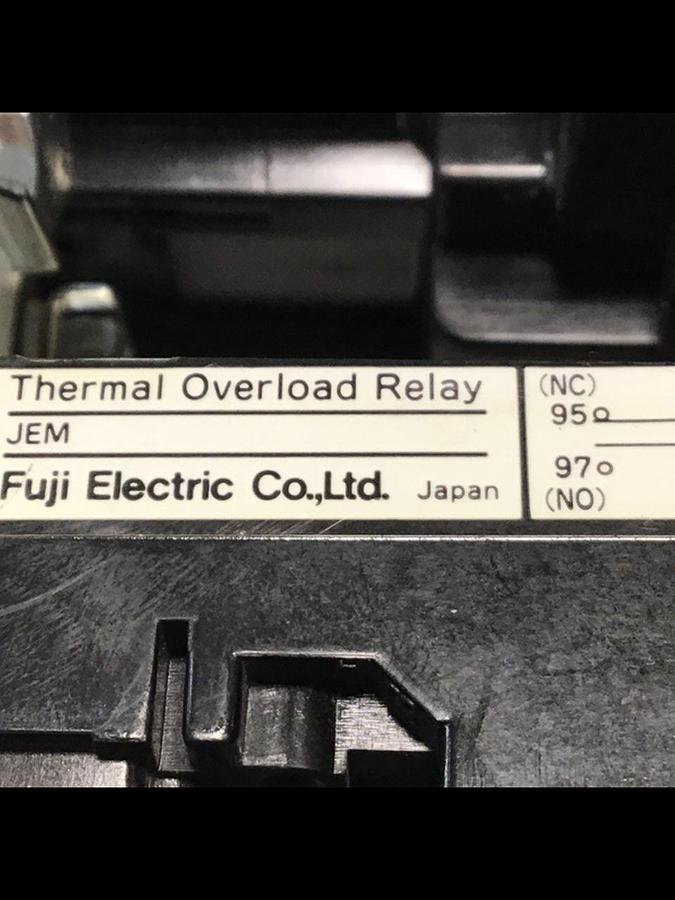 Thermal Overload Relay
JEM
Fuji Electric Co.,Ltd. Japan
(NC)
95
97
(NO)